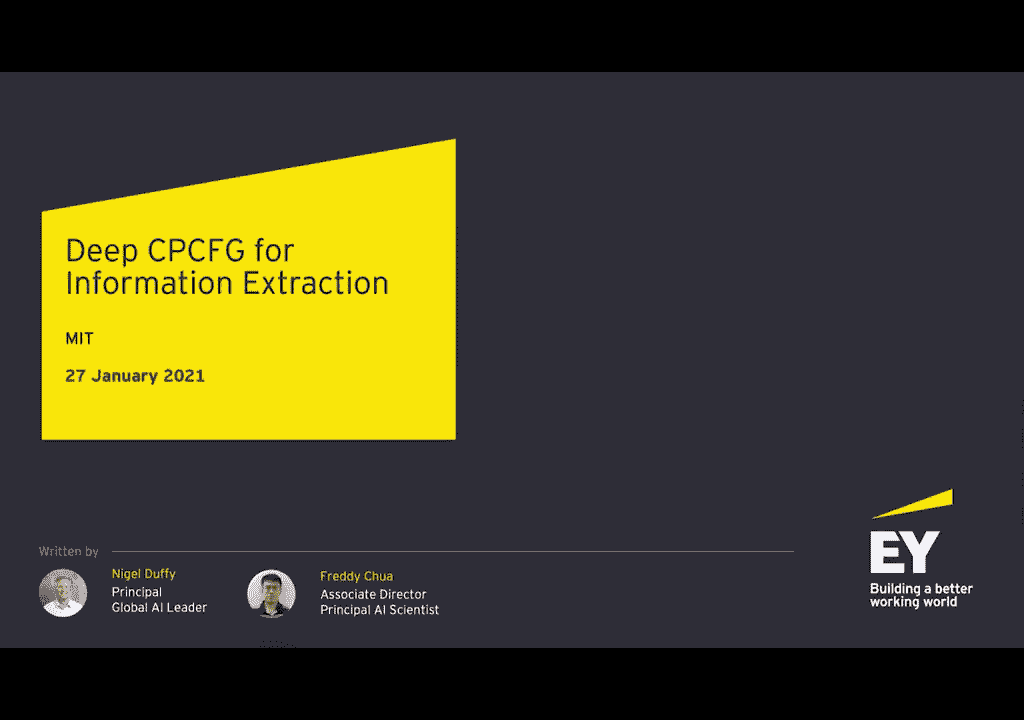 Deep CPCFG for
Information Extraction
MIT
27 January 2021
Written by
Nigel Duffy
Principal
Global AI Leader
Freddy Chua
Associate Director
Principal AI Scientist
EY
Building a better
working world